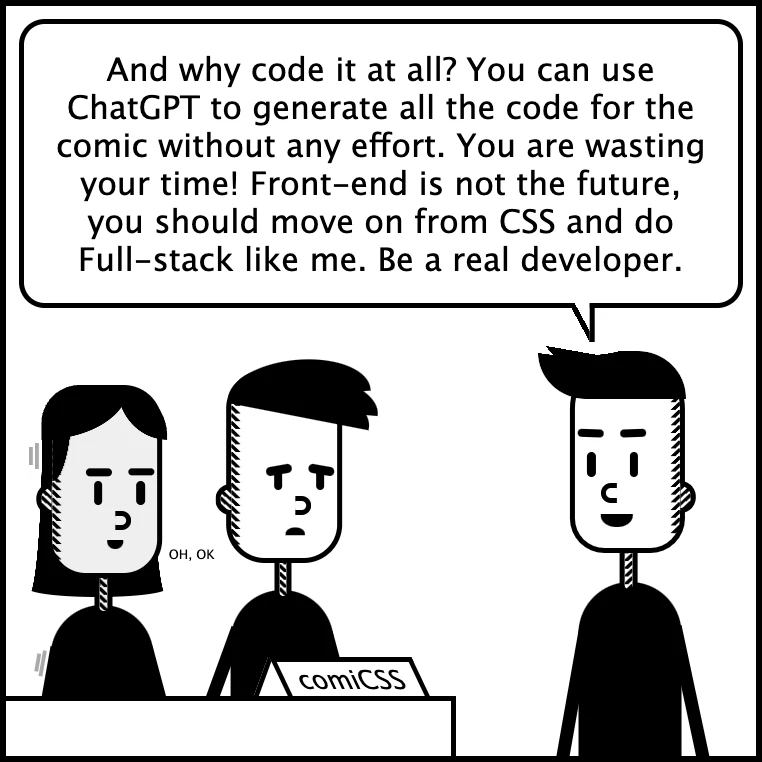 And why code it at all? You can use
ChatGPT to generate all the code for the
comic without any effort. You are wasting
your time! Front-end is not the future,
you should move on from CSS and do
Full-stack like me. Be a real developer.
OH, OK
comiCSS